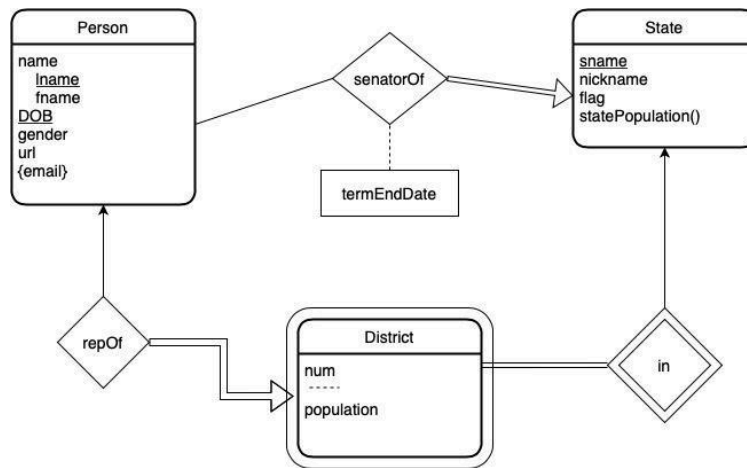 Person
name
lname
fname
DOB
gender
url
{email}
senatorOf
termEndDate
State
sname
nickname
flag
statePopulation()
repOf
District
num
population
in